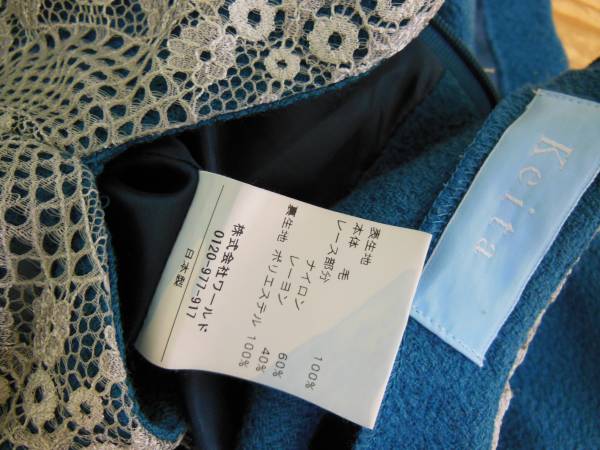 表生地
本体 毛 100%
レース部分
ナイロン 60%
レーヨン 40%
裏生地 ポリエステル 100%
株式会社ワールド
0120-977-917
日本製
Keita